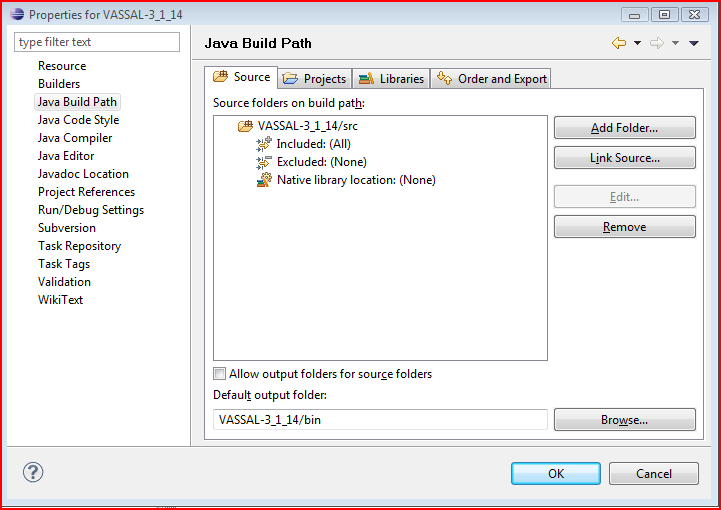 Properties for VASSAL-3_1_14
type filter text
Resource
Builders
Java Build Path
Java Code Style
Java Compiler
Java Editor
Javadoc Location
Project References
Run/Debug Settings
Subversion
Task Repository
Task Tags
Validation
WikiText
Java Build Path
Source
Projects
Libraries
Order and Export
Source folders on build path:
VASSAL-3_1_14/src
Included: (All)
Excluded: (None)
Native library location: (None)
Add Folder...
Link Source...
Edit...
Remove
Allow output folders for source folders
Default output folder:
VASSAL-3_1_14/bin
Browse...
?
OK
Cancel